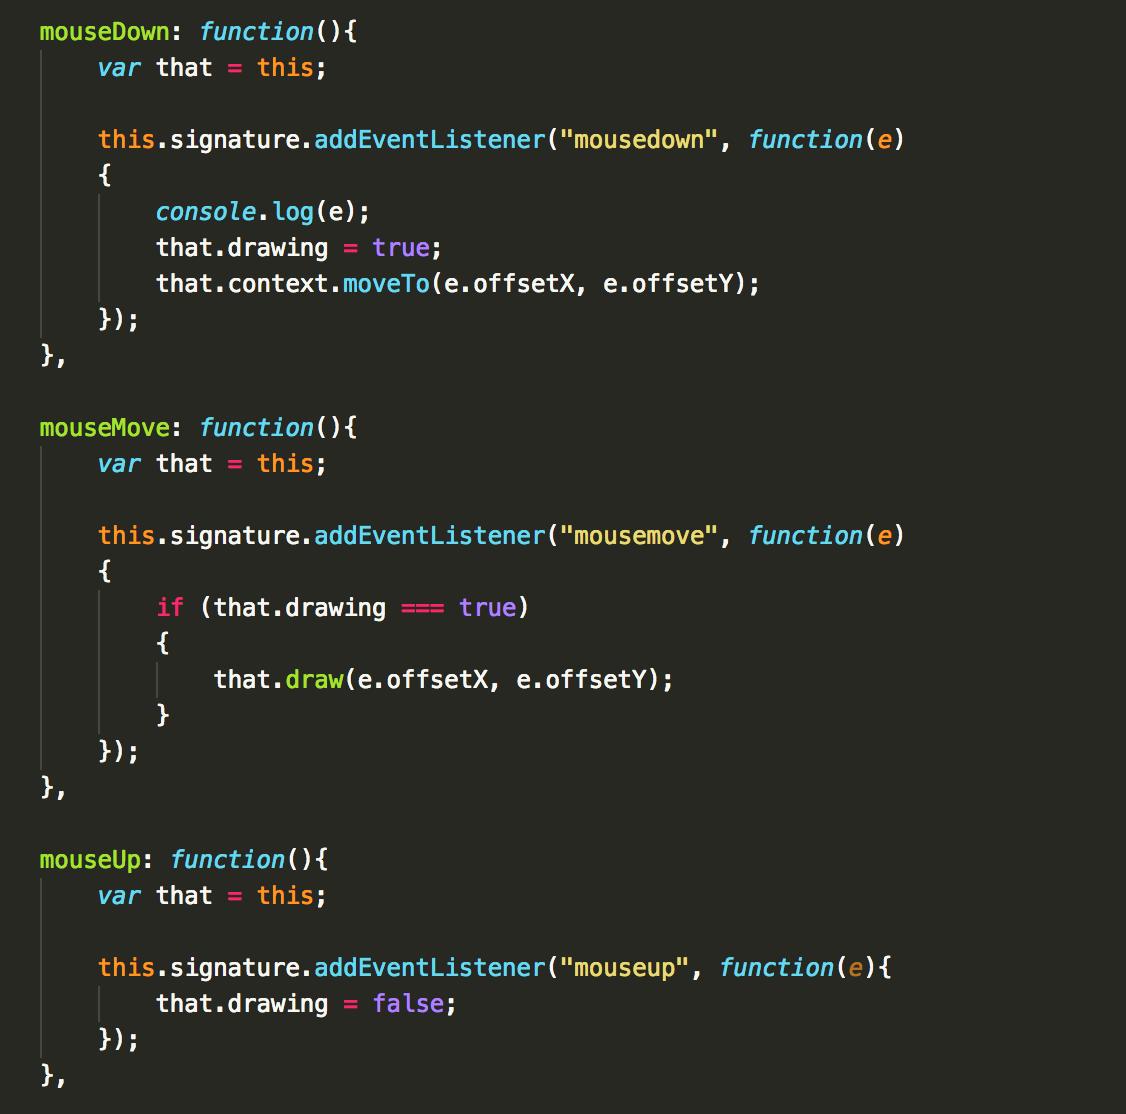 mouseDown: function(){
    var that = this;

    this.signature.addEventListener("mousedown", function(e)
    {
        console.log(e);
        that.drawing = true;
        that.context.moveTo(e.offsetX, e.offsetY);
    });
},

mouseMove: function(){
    var that = this;

    this.signature.addEventListener("mousemove", function(e)
    {
        if (that.drawing === true)
        {
            that.draw(e.offsetX, e.offsetY);
        }
    });
},

mouseUp: function(){
    var that = this;

    this.signature.addEventListener("mouseup", function(e){
        that.drawing = false;
    });
},